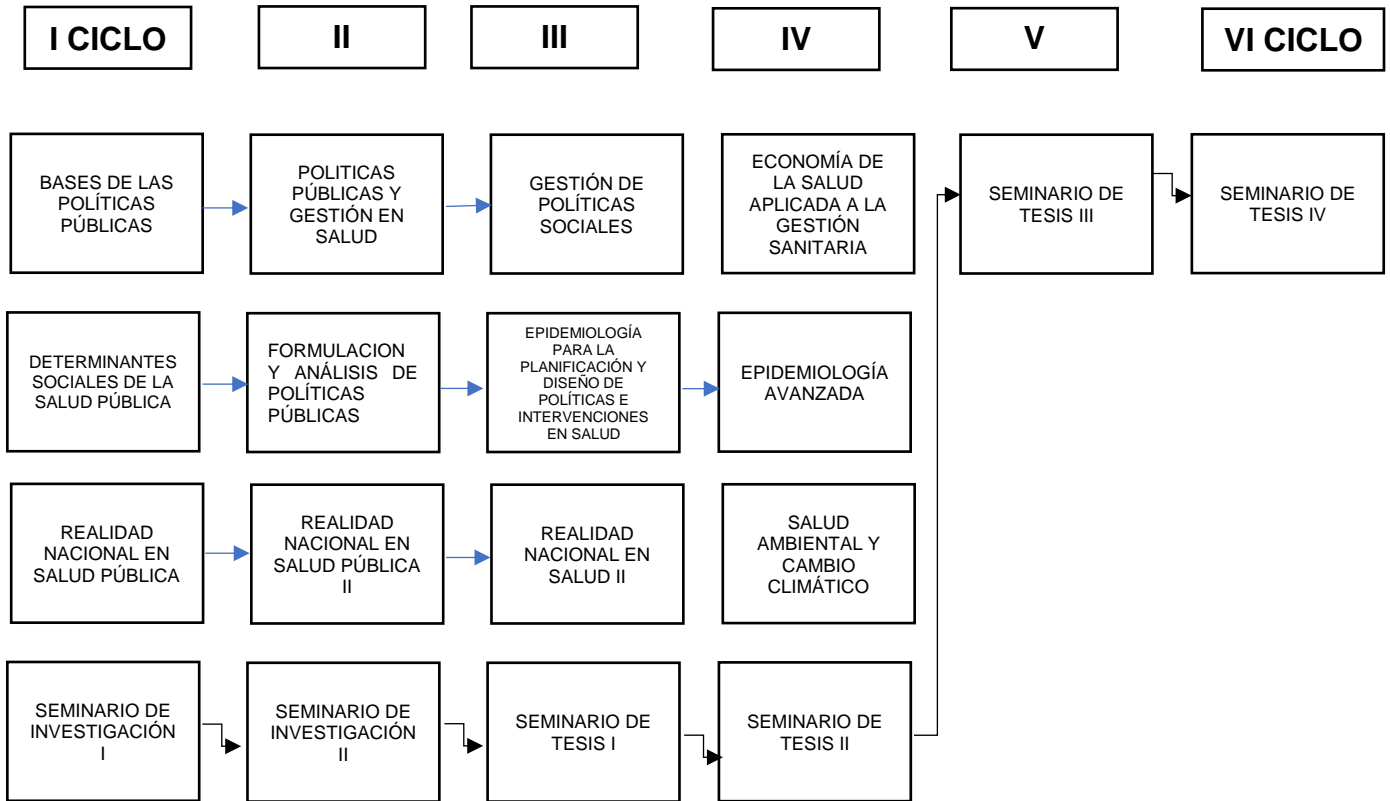 I CICLO
II
III
IV
V
VI CICLO
BASES DE LAS
POLÍTICAS
PÚBLICAS
POLITICAS
PÚBLICAS Y
GESTIÓN EN
SALUD
GESTIÓN DE
POLÍTICAS
SOCIALES
ECONOMÍA DE
LA SALUD
APLICADA A LA
GESTIÓN
SANITARIA
SEMINARIO DE
TESIS III
SEMINARIO DE
TESIS IV
DETERMINANTES
SOCIALES DE LA
SALUD PÚBLICA
FORMULACION
Y ANÁLISIS DE
POLÍTICAS
PÚBLICAS
EPIDEMIOLOGÍA
PARA LA
PLANIFICACIÓN Y
DISEÑO DE
POLÍTICAS E
INTERVENCIONES
EN SALUD
EPIDEMIOLOGÍA
AVANZADA
REALIDAD
NACIONAL EN
SALUD PÚBLICA
REALIDAD
NACIONAL EN
SALUD PÚBLICA
II
REALIDAD
NACIONAL EN
SALUD II
SALUD
AMBIENTAL Y
CAMBIO
CLIMÁTICO
SEMINARIO DE
INVESTIGACIÓN
I
SEMINARIO DE
INVESTIGACIÓN
II
SEMINARIO DE
TESIS I
SEMINARIO DE
TESIS II